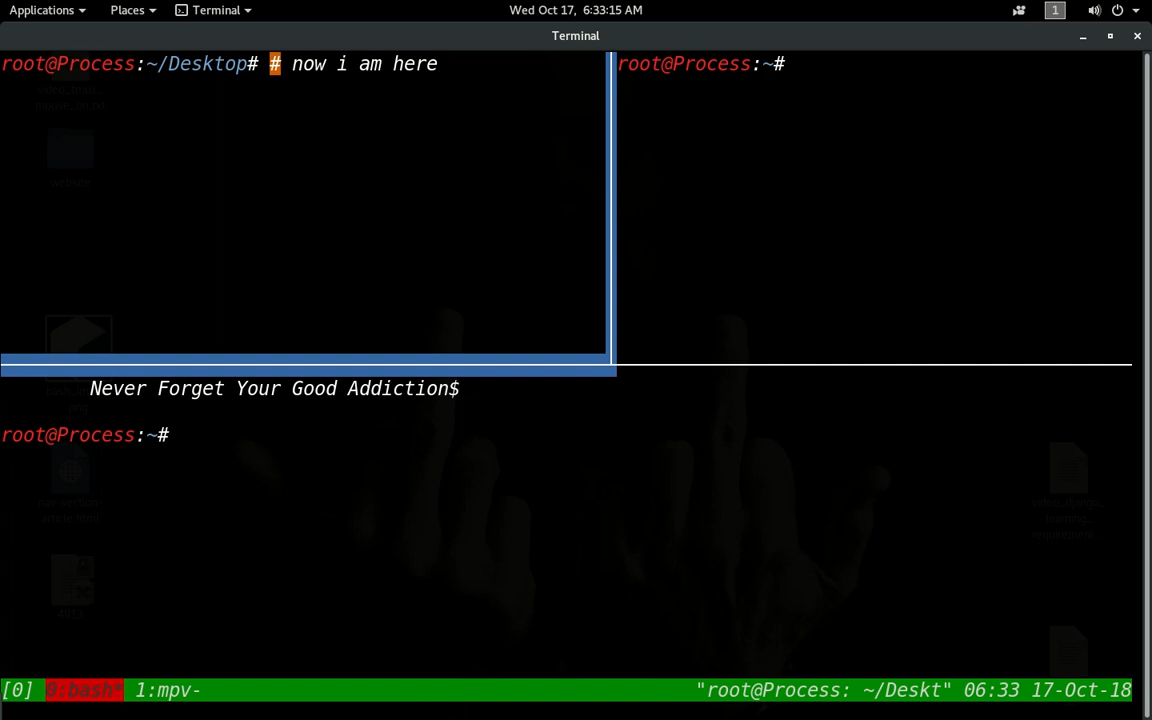 Applications Places Terminal Wed Oct 17, 6:33:15 AM 1
Terminal
root@Process:~/Desktop# # now i am here
root@Process:~#
Never Forget Your Good Addiction$
root@Process:~#
[0] 0:bash* 1:mpv- "root@Process: ~/Deskt" 06:33 17-Oct-18